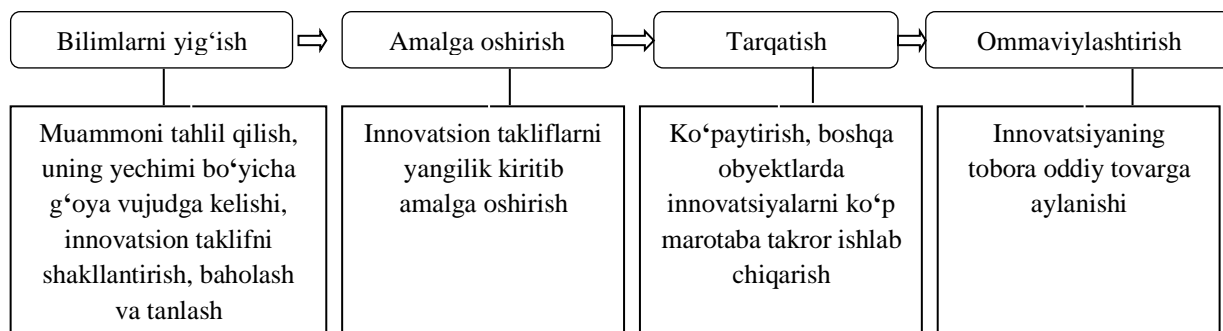 Bilimlarni yig‘ish
Amalga oshirish
Tarqatish
Ommaviylashtirish
Muammoni tahlil qilish,
uning yechimi bo‘yicha
g‘oya vujudga kelishi,
innovatsion taklifni
shakllantirish, baholash
va tanlash
Innovatsion takliflarni
yangilik kiritib
amalga oshirish
Ko‘paytirish, boshqa
obyektlarda
innovatsiyalarni ko‘p
marotaba takror ishlab
chiqarish
Innovatsiyaning
tobora oddiy tovarga
aylanishi